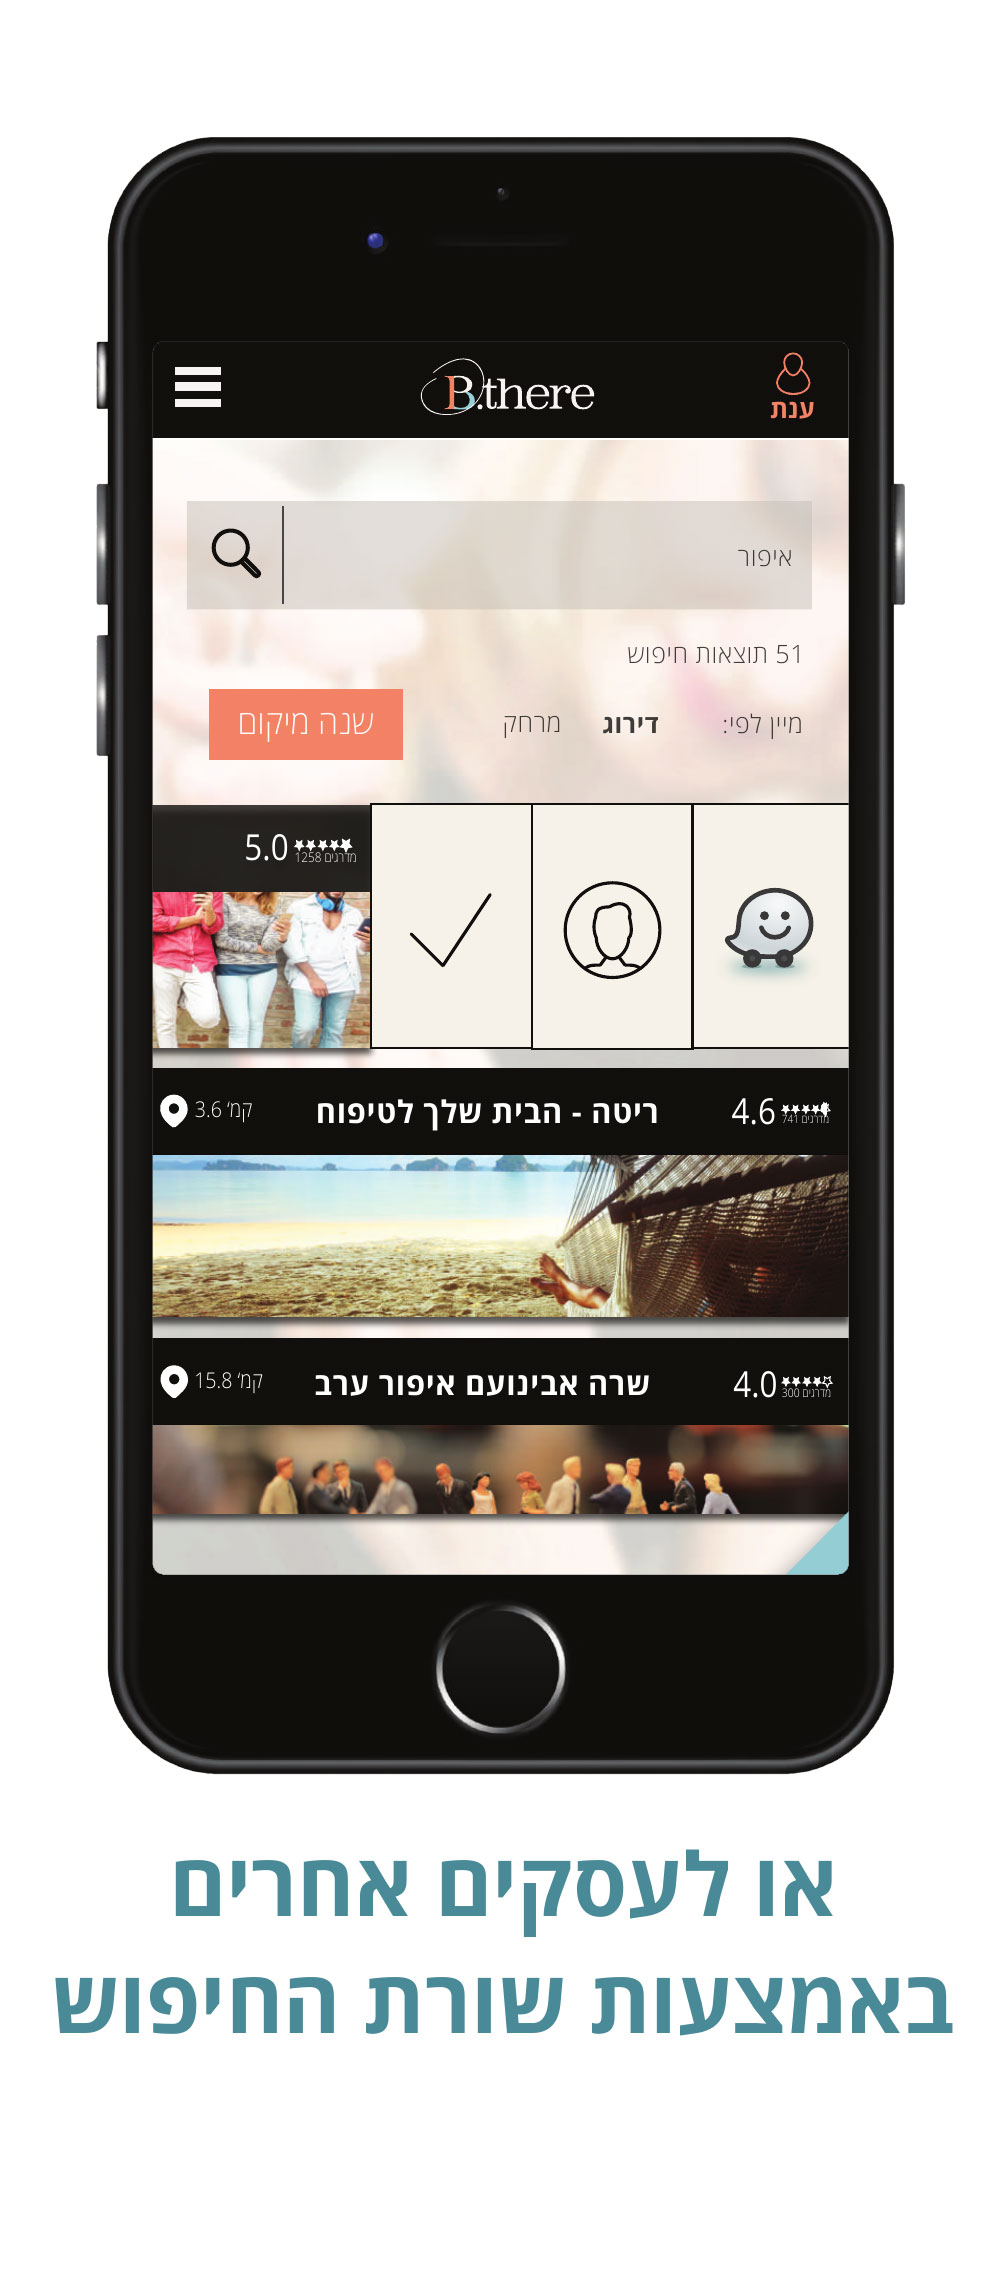 B.there
ענת
איפור
51 תוצאות חיפוש
מיין לפי: דירוג מרחק שנה מיקום
5.0
1258 מדרגים
4.6 ריטה - הבית שלך לטיפוח 3.6 קמ'
741 מדרגים
4.0 שרה אבינועם איפור ערב 15.8 קמ'
300 מדרגים
או לעסקים אחרים
באמצעות שורת החיפוש